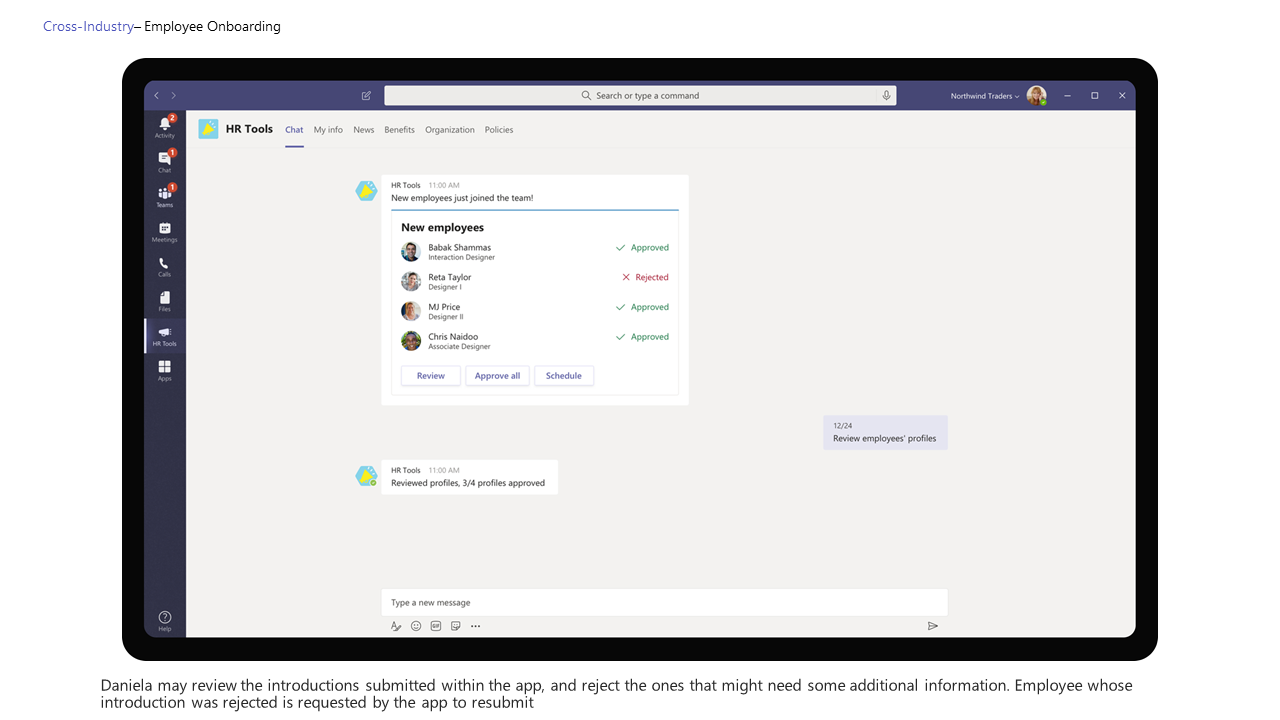 Cross-Industry– Employee Onboarding
Search or type a command
Northwind Traders
2
Activity
1
Chat
1
Teams
Meetings
Calls
Files
HR Tools
Apps
Help
HR Tools Chat My info News Benefits Organization Policies
HR Tools 11:00 AM
New employees just joined the team!
New employees
Babak Shammas
Interaction Designer
Approved
Reta Taylor
Designer I
Rejected
MJ Price
Designer II
Approved
Chris Naidoo
Associate Designer
Approved
Review Approve all Schedule
12/24
Review employees' profiles
HR Tools 11:00 AM
Reviewed profiles, 3/4 profiles approved
Type a new message
GIF
Daniela may review the introductions submitted within the app, and reject the ones that might need some additional information. Employee whose
introduction was rejected is requested by the app to resubmit